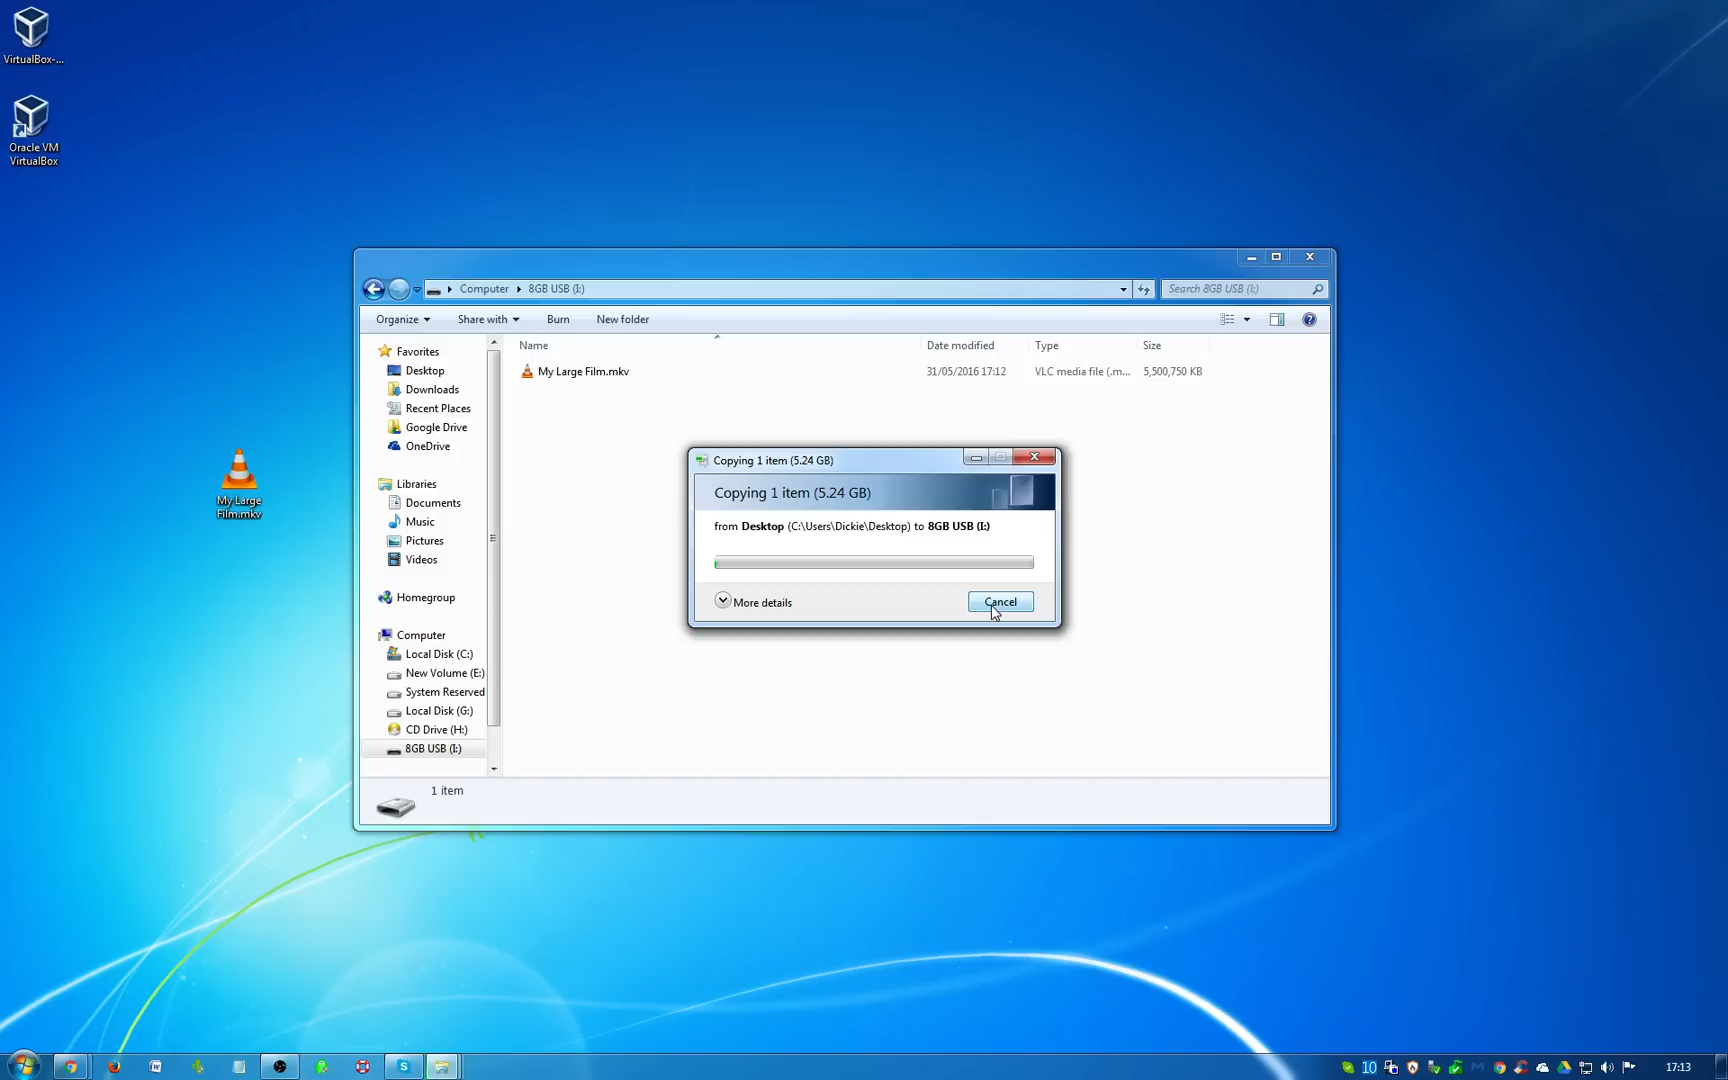 VirtualBox-...
Oracle VM
VirtualBox
My Large
Film.mkv
Computer
8GB USB (I:)
Search 8GB USB (I:)
Organize
Share with
Burn
New folder
Name
Date modified
Type
Size
My Large Film.mkv
31/05/2016 17:12
VLC media file (.m...
5,500,750 KB
Favorites
Desktop
Downloads
Recent Places
Google Drive
OneDrive
Libraries
Documents
Music
Pictures
Videos
Homegroup
Computer
Local Disk (C:)
New Volume (E:)
System Reserved
Local Disk (G:)
CD Drive (H:)
8GB USB (I:)
1 item
Copying 1 item (5.24 GB)
Copying 1 item (5.24 GB)
from Desktop (C:\Users\Dickie\Desktop) to 8GB USB (I:)
More details
Cancel
10
17:13